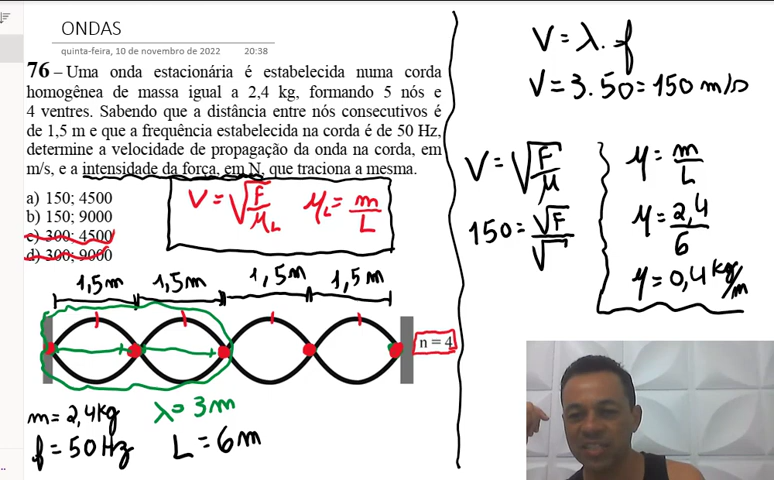 ONDAS
quinta-feira, 10 de novembro de 2022 20:38
76 – Uma onda estacionária é estabelecida numa corda
homogênea de massa igual a 2,4 kg, formando 5 nós e
4 ventres. Sabendo que a distância entre nós consecutivos é
de 1,5 m e que a frequência estabelecida na corda é de 50 Hz,
determine a velocidade de propagação da onda na corda, em
m/s, e a intensidade da força, em N, que traciona a mesma.
a) 150; 4500
b) 150; 9000
c) 300; 4500
d) 300; 9000
V = √F/μL μL = m/L
1,5m 1,5m 1,5m 1,5m
n = 4
m = 2,4kg λ = 3m
f = 50Hz L = 6m
V = λ . f
V = 3 . 50 = 150 m/s
V = √F/μ
150 = √F/√
μ = m/L
μ = 2,4/6
μ = 0,4 kg/m